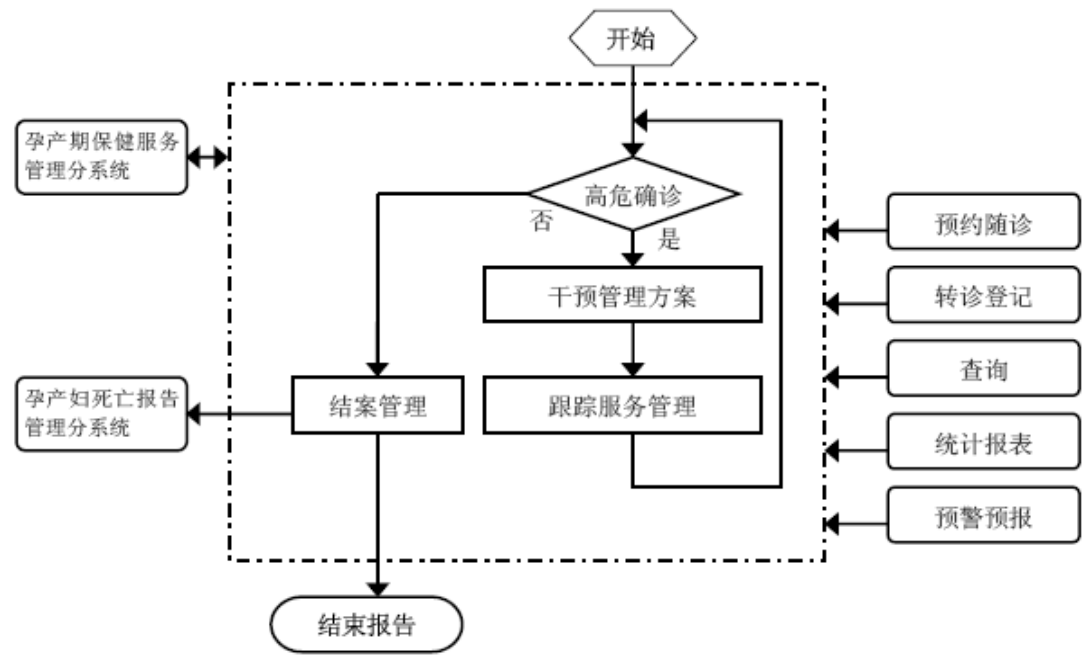 开始
孕产期保健服务
管理分系统
高危确诊
否
是
预约随诊
干预管理方案
转诊登记
查询
孕产妇死亡报告
管理分系统
结案管理
跟踪服务管理
统计报表
预警预报
结束报告